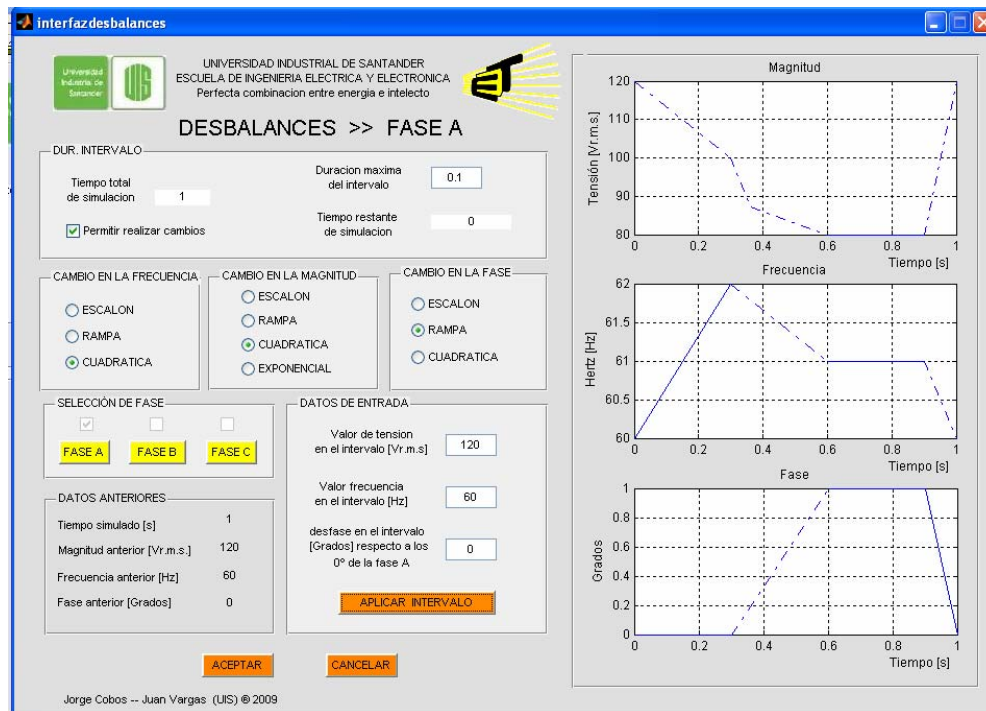 interfazdesbalances
Universidad
Industrial de
Santander
UIS
UNIVERSIDAD INDUSTRIAL DE SANTANDER
ESCUELA DE INGENIERIA ELECTRICA Y ELECTRONICA
Perfecta combinacion entre energia e intelecto
DESBALANCES >> FASE A
DUR. INTERVALO
Tiempo total
de simulacion
1
Duracion maxima
del intervalo
0.1
Permitir realizar cambios
Tiempo restante
de simulacion
0
CAMBIO EN LA FRECUENCIA
ESCALON
RAMPA
CUADRATICA
CAMBIO EN LA MAGNITUD
ESCALON
RAMPA
CUADRATICA
EXPONENCIAL
CAMBIO EN LA FASE
ESCALON
RAMPA
CUADRATICA
SELECCIÓN DE FASE
FASE A
FASE B
FASE C
DATOS ANTERIORES
Tiempo simulado [s] 1
Magnitud anterior [Vr.m.s.] 120
Frecuencia anterior [Hz] 60
Fase anterior [Grados] 0
DATOS DE ENTRADA
Valor de tension
en el intervalo [Vr.m.s]
120
Valor frecuencia
en el intervalo [Hz]
60
desfase en el intervalo
[Grados] respecto a los
0º de la fase A
0
APLICAR INTERVALO
ACEPTAR
CANCELAR
Jorge Cobos -- Juan Vargas (UIS) ® 2009
Magnitud
Tensión [Vr.m.s.]
120
110
100
90
80
0 0.2 0.4 0.6 0.8 1
Tiempo [s]
Frecuencia
Hertz [Hz]
62
61.5
61
60.5
60
0 0.2 0.4 0.6 0.8 1
Tiempo [s]
Fase
Grados
1
0.8
0.6
0.4
0.2
0
0 0.2 0.4 0.6 0.8 1
Tiempo [s]